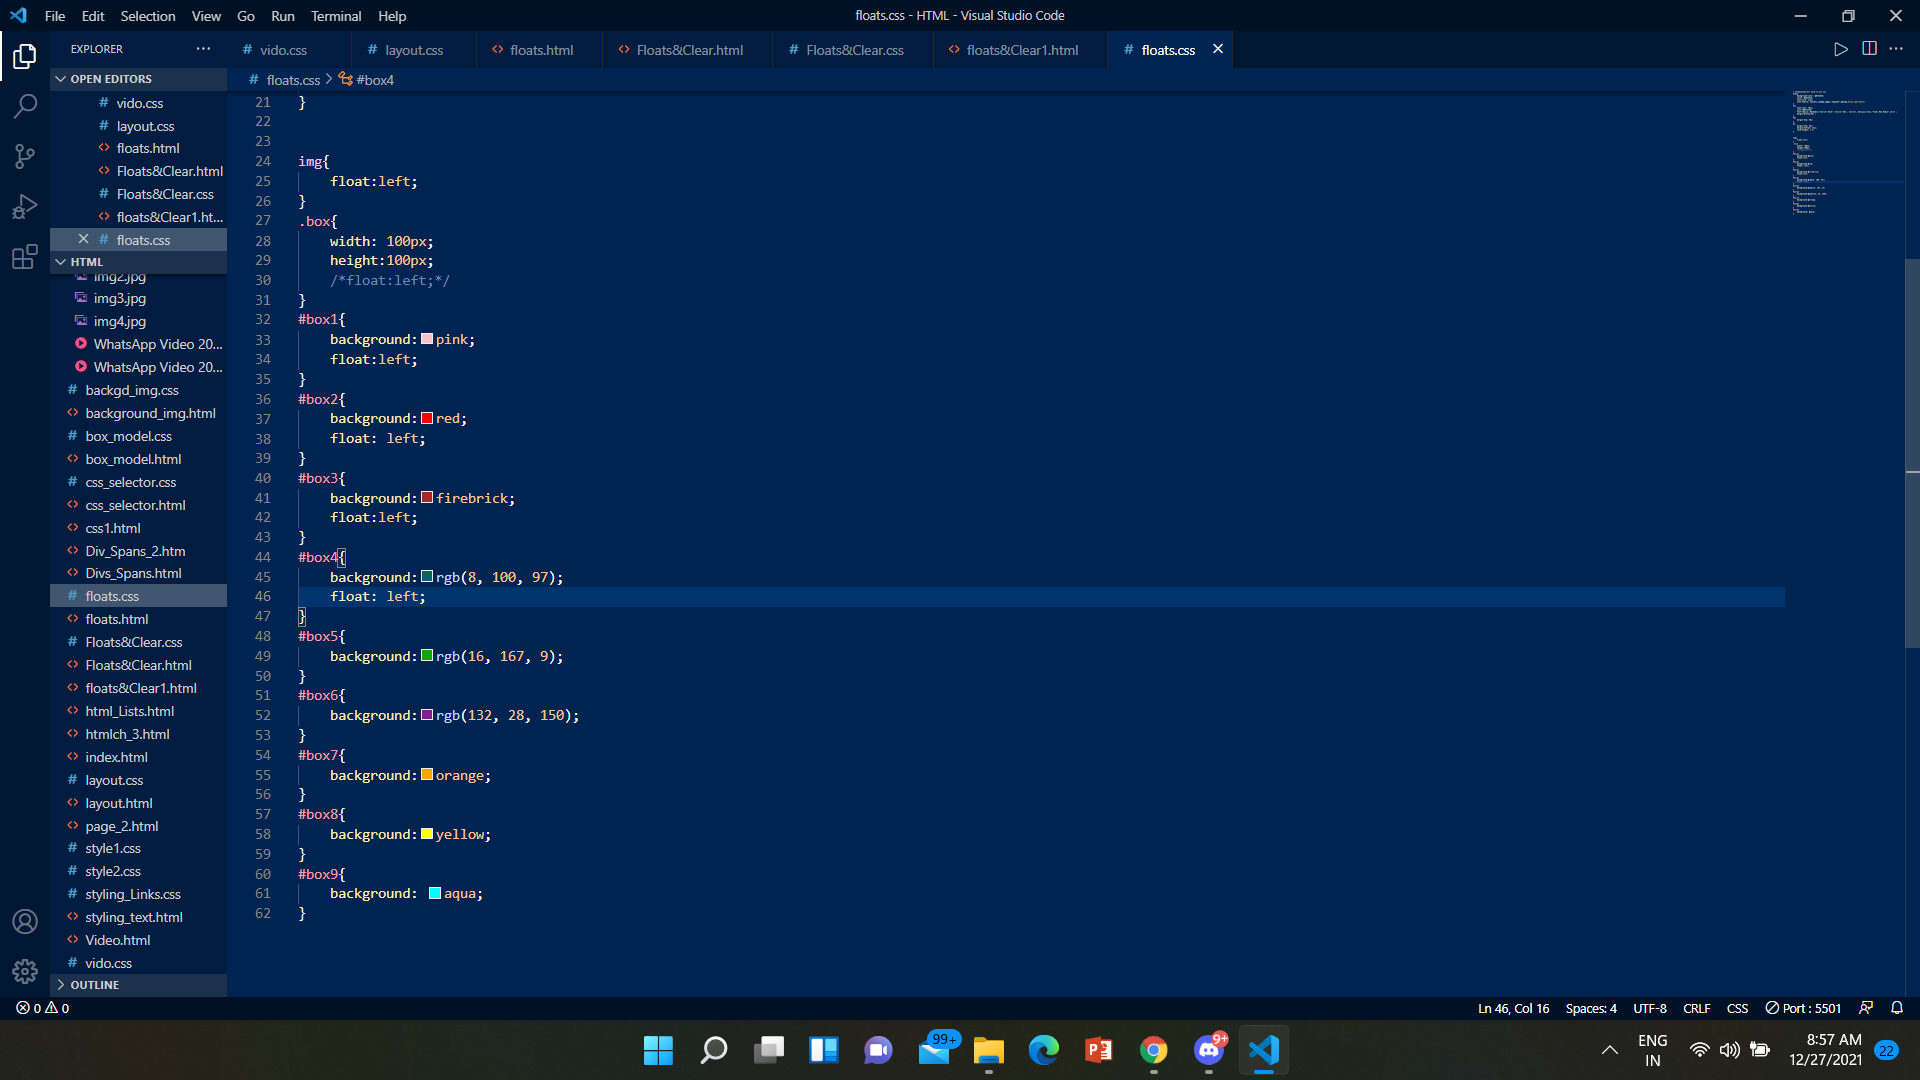 File Edit Selection View Go Run Terminal Help
floats.css - HTML - Visual Studio Code
EXPLORER
vido.css layout.css floats.html Floats&Clear.html Floats&Clear.css floats&Clear1.html floats.css
OPEN EDITORS
vido.css
layout.css
floats.html
Floats&Clear.html
Floats&Clear.css
floats&Clear1.ht...
floats.css
HTML
img2.jpg
img3.jpg
img4.jpg
WhatsApp Video 20...
WhatsApp Video 20...
backgd_img.css
background_img.html
box_model.css
box_model.html
css_selector.css
css_selector.html
css1.html
Div_Spans_2.htm
Divs_Spans.html
floats.css
floats.html
Floats&Clear.css
Floats&Clear.html
floats&Clear1.html
html_Lists.html
htmlch_3.html
index.html
layout.css
layout.html
page_2.html
style1.css
style2.css
styling_Links.css
styling_text.html
Video.html
vido.css
OUTLINE
floats.css > #box4
21 }
22
23
24 img{
25 float:left;
26 }
27 .box{
28 width: 100px;
29 height:100px;
30 /*float:left;*/
31 }
32 #box1{
33 background:pink;
34 float:left;
35 }
36 #box2{
37 background:red;
38 float: left;
39 }
40 #box3{
41 background:firebrick;
42 float:left;
43 }
44 #box4{
45 background:rgb(8, 100, 97);
46 float: left;
47 }
48 #box5{
49 background:rgb(16, 167, 9);
50 }
51 #box6{
52 background:rgb(132, 28, 150);
53 }
54 #box7{
55 background:orange;
56 }
57 #box8{
58 background:yellow;
59 }
60 #box9{
61 background: aqua;
62 }
0 0
Ln 46, Col 16 Spaces: 4 UTF-8 CRLF CSS Port : 5501
99+
9+
ENG
IN
8:57 AM
12/27/2021
22